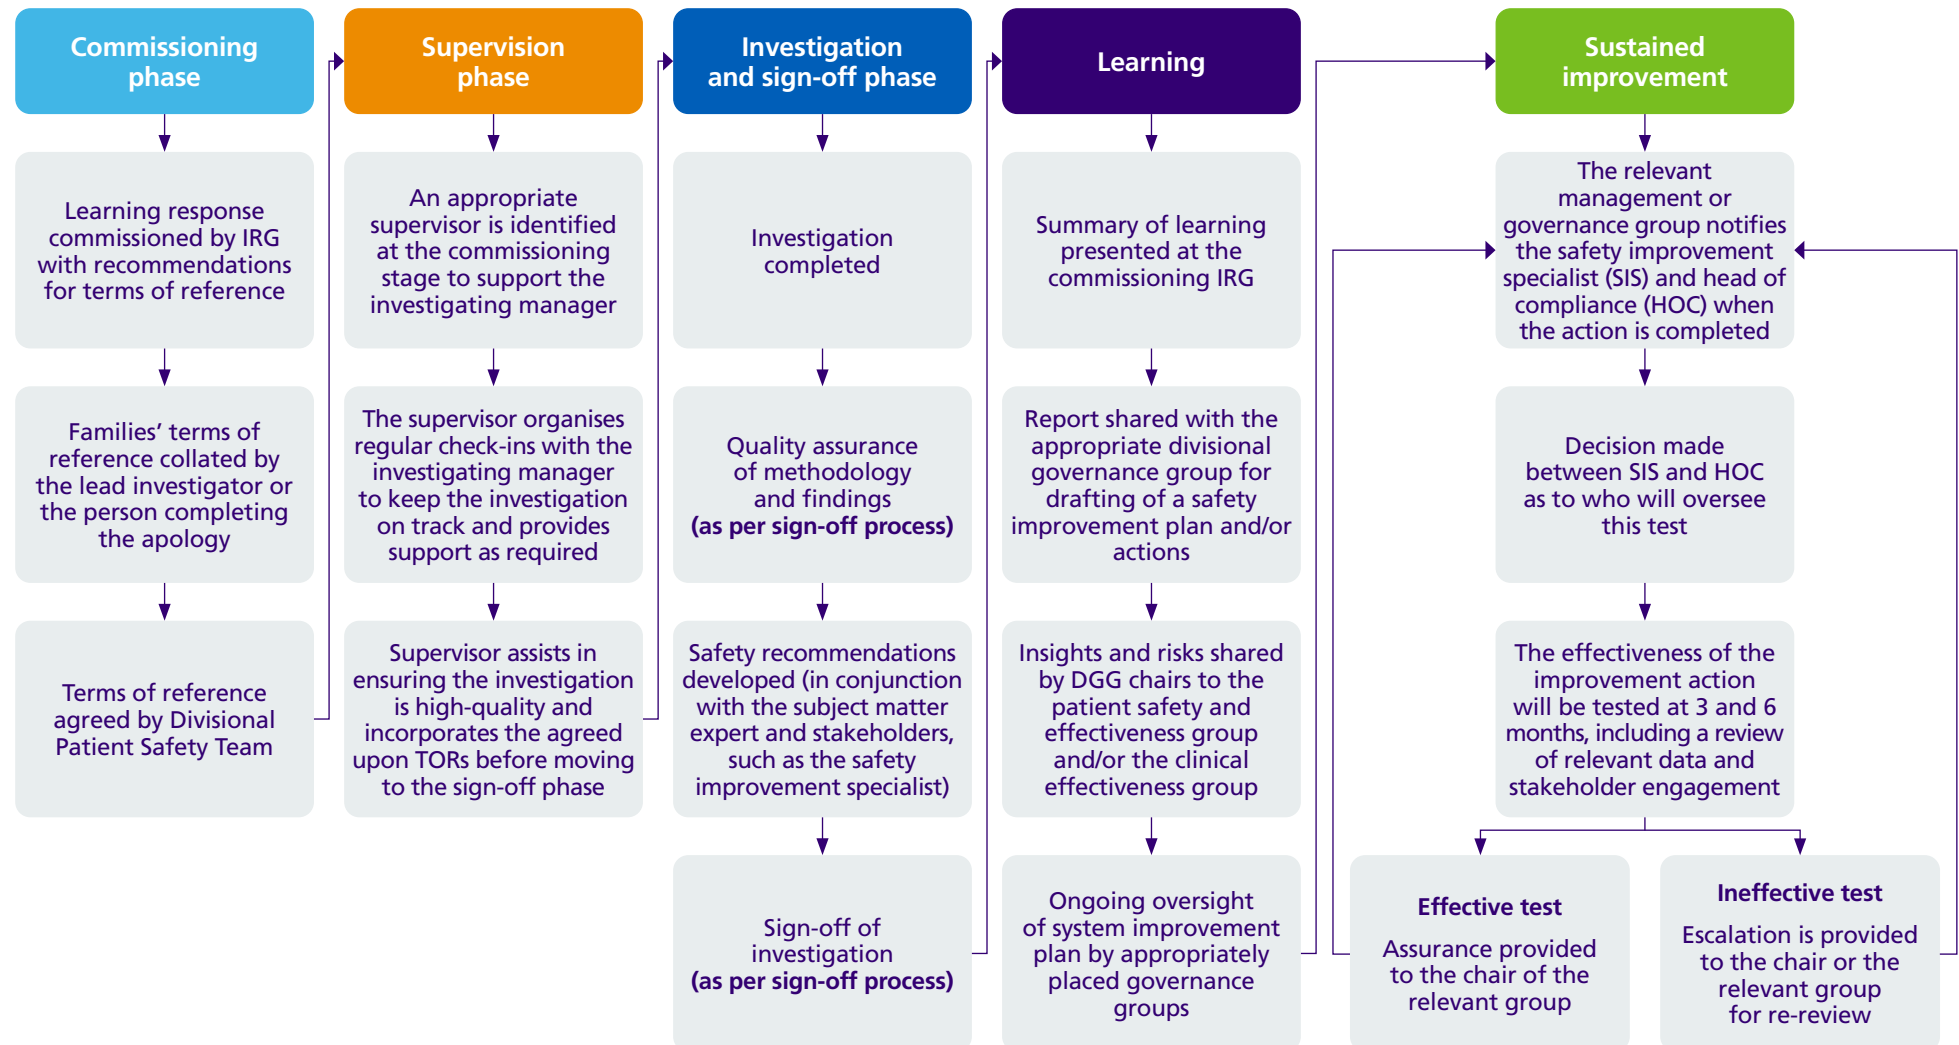 Commissioning
phase
Learning response
commissioned by IRG
with recommendations
for terms of reference
Families’ terms of
reference collated by
the lead investigator or
the person completing
the apology
Terms of reference
agreed by Divisional
Patient Safety Team
Supervision
phase
An appropriate
supervisor is identified
at the commissioning
stage to support the
investigating manager
The supervisor organises
regular check-ins with the
investigating manager
to keep the investigation
on track and provides
support as required
Supervisor assists in
ensuring the investigation
is high-quality and
incorporates the agreed
upon TORs before moving
to the sign-off phase
Investigation
and sign-off phase
Investigation
completed
Quality assurance
of methodology
and findings
(as per sign-off process)
Safety recommendations
developed (in conjunction
with the subject matter
expert and stakeholders,
such as the safety
improvement specialist)
Sign-off of
investigation
(as per sign-off process)
Learning
Summary of learning
presented at the
commissioning IRG
Report shared with the
appropriate divisional
governance group for
drafting of a safety
improvement plan and/or
actions
Insights and risks shared
by DGG chairs to the
patient safety and
effectiveness group
and/or the clinical
effectiveness group
Ongoing oversight
of system improvement
plan by appropriately
placed governance
groups
Sustained
improvement
The relevant
management or
governance group notifies
the safety improvement
specialist (SIS) and head of
compliance (HOC) when
the action is completed
Decision made
between SIS and HOC
as to who will oversee
this test
The effectiveness of the
improvement action
will be tested at 3 and 6
months, including a review
of relevant data and
stakeholder engagement
Effective test
Assurance provided
to the chair of the
relevant group
Ineffective test
Escalation is provided
to the chair or the
relevant group
for re-review